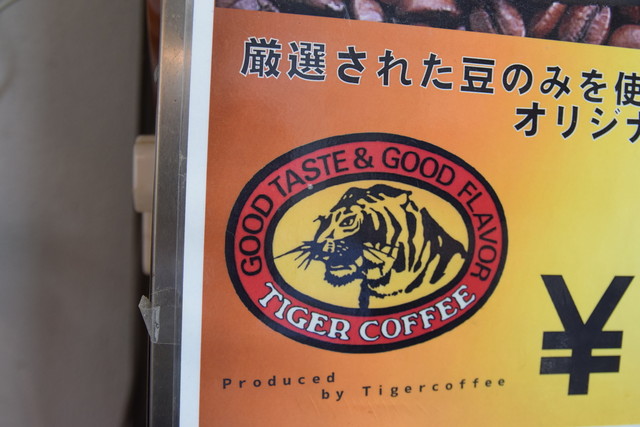 厳選された豆のみを使
オリジナ
GOOD TASTE & GOOD FLAVOR
TIGER COFFEE
¥
Produced
by Tigercoffee